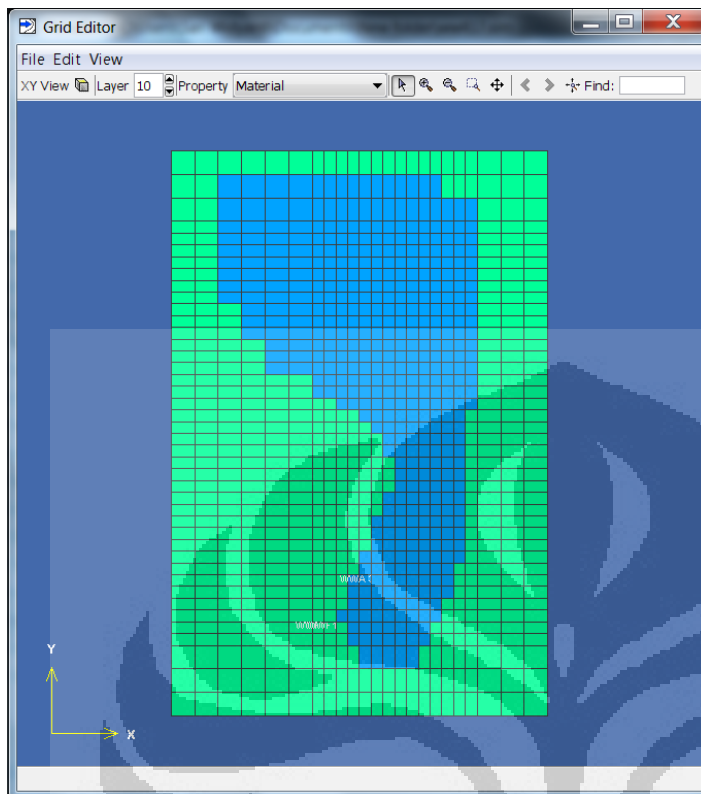 Grid Editor
File Edit View
XY View Layer 10 Property Material Find:
Y
X